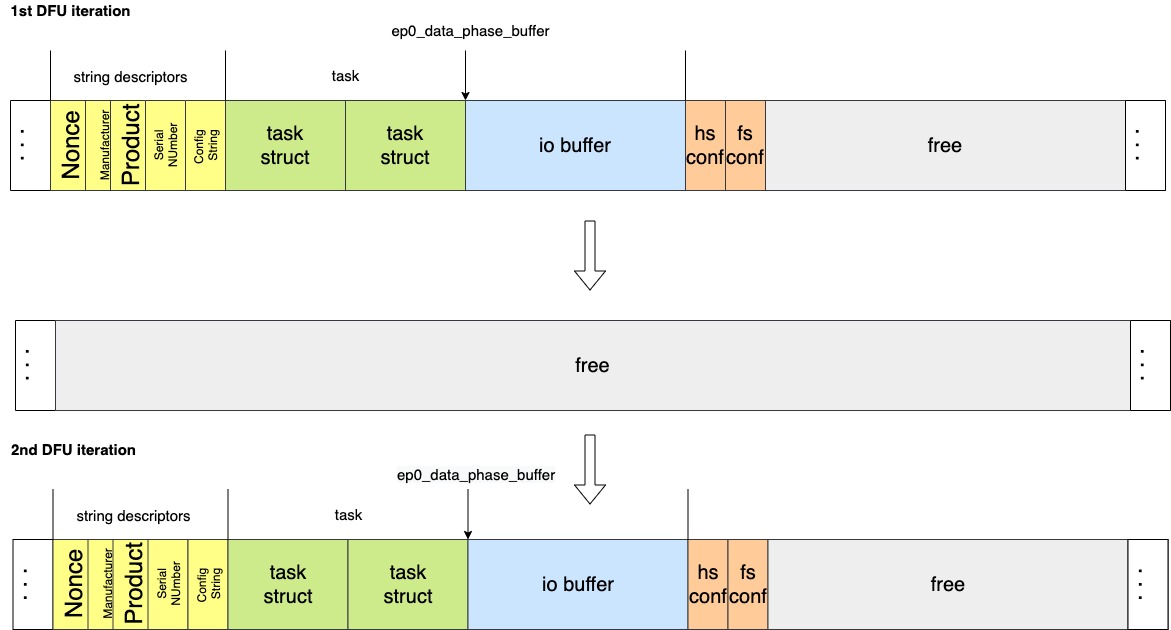 1st DFU iteration
ep0_data_phase_buffer
string descriptors
task
Nonce
Manufacturer
Product
Serial
NUmber
Config
String
task
struct
task
struct
io buffer
hs
conf
fs
conf
free
free
2nd DFU iteration
ep0_data_phase_buffer
string descriptors
task
Nonce
Manufacturer
Product
Serial
NUmber
Config
String
task
struct
task
struct
io buffer
hs
conf
fs
conf
free